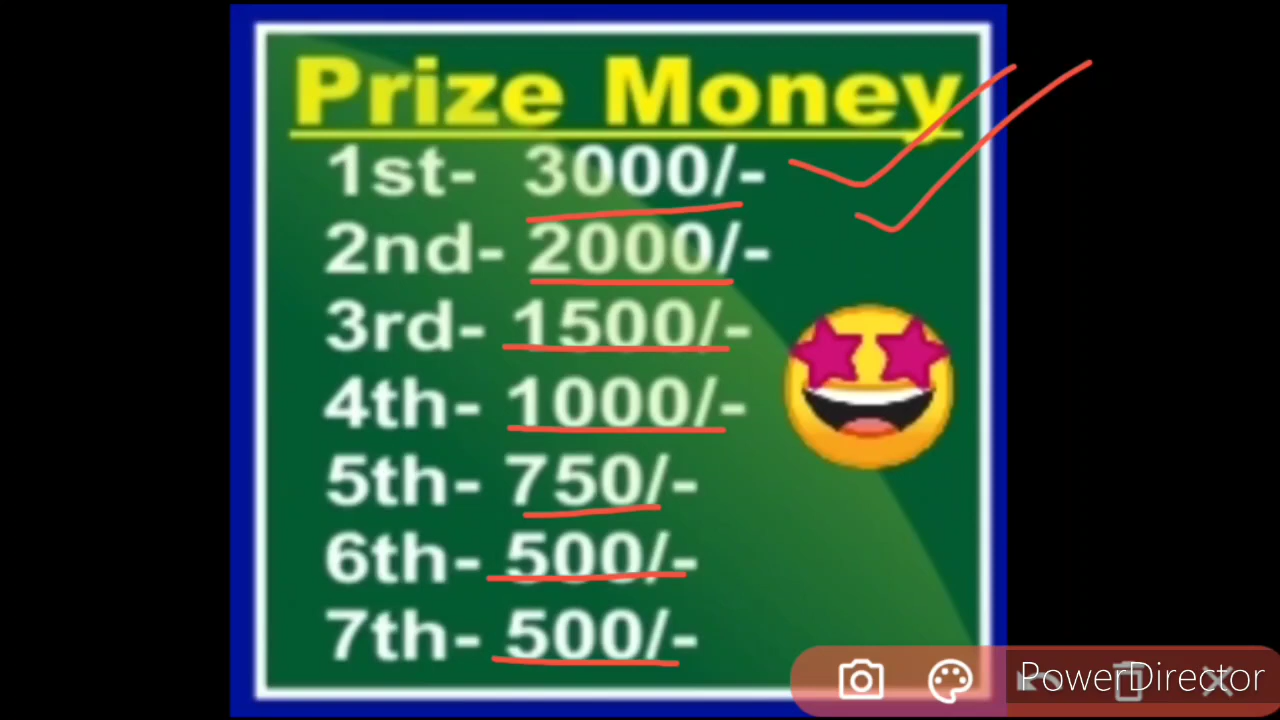 Prize Money
1st- 3000/-
2nd- 2000/-
3rd- 1500/-
4th- 1000/-
5th- 750/-
6th- 500/-
7th- 500/-
PowerDirector